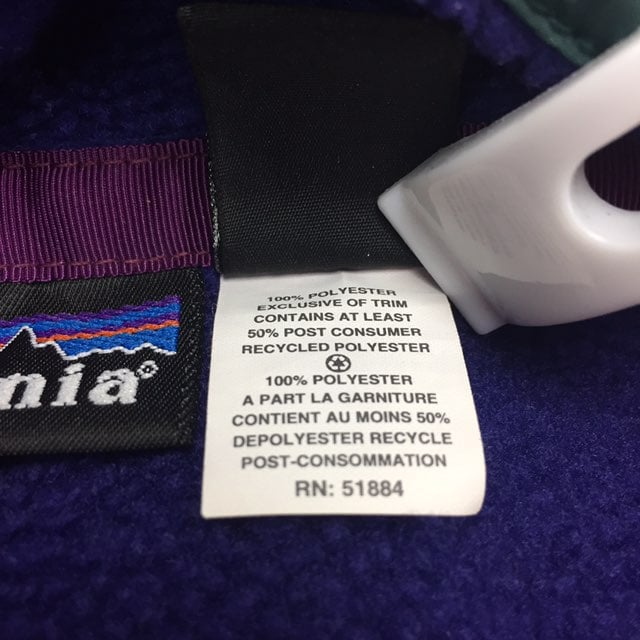 nia®
100% POLYESTER
EXCLUSIVE OF TRIM
CONTAINS AT LEAST
50% POST CONSUMER
RECYCLED POLYESTER
100% POLYESTER
A PART LA GARNITURE
CONTIENT AU MOINS 50%
DEPOLYESTER RECYCLE
POST-CONSOMMATION
RN: 51884